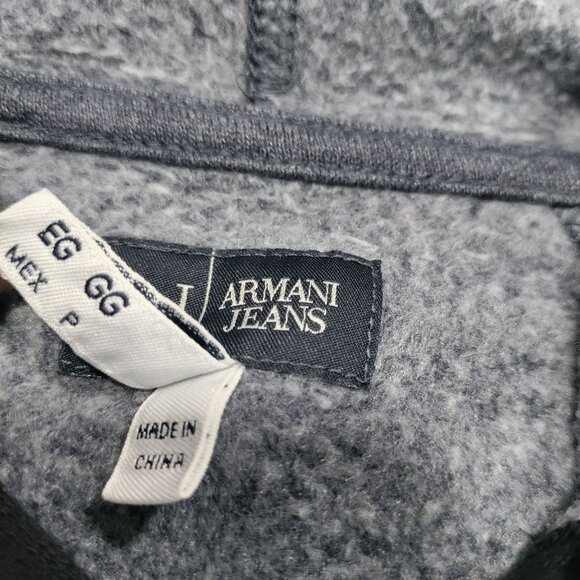 EG GG
MEX P
J
ARMANI
JEANS
MADE IN
CHINA